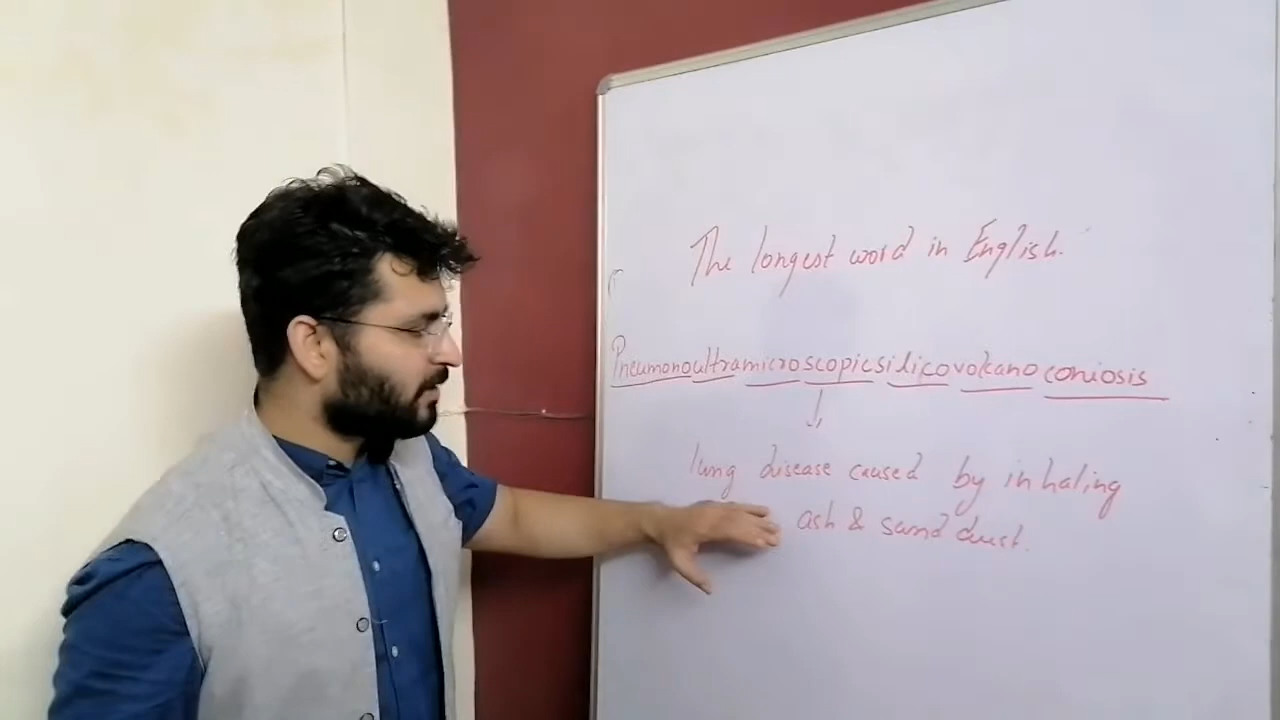 The longest word in English.
Pneumonoultramicroscopicsilicovolcanoconiosis
lung disease caused by inhaling
ash & sand dust.